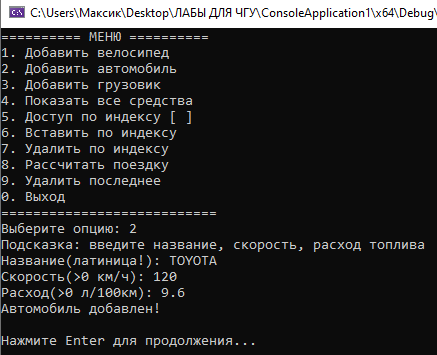 C:\Users\Максик\Desktop\ЛАБЫ ДЛЯ ЧГУ\ConsoleApplication1\x64\Debug\
========== МЕНЮ ==========
1. Добавить велосипед
2. Добавить автомобиль
3. Добавить грузовик
4. Показать все средства
5. Доступ по индексу [ ]
6. Вставить по индексу
7. Удалить по индексу
8. Рассчитать поездку
9. Удалить последнее
0. Выход
===========================
Выберите опцию: 2
Подсказка: введите название, скорость, расход топлива
Название(латиница!): TOYOTA
Скорость(>0 км/ч): 120
Расход(>0 л/100км): 9.6
Автомобиль добавлен!
Нажмите Enter для продолжения...